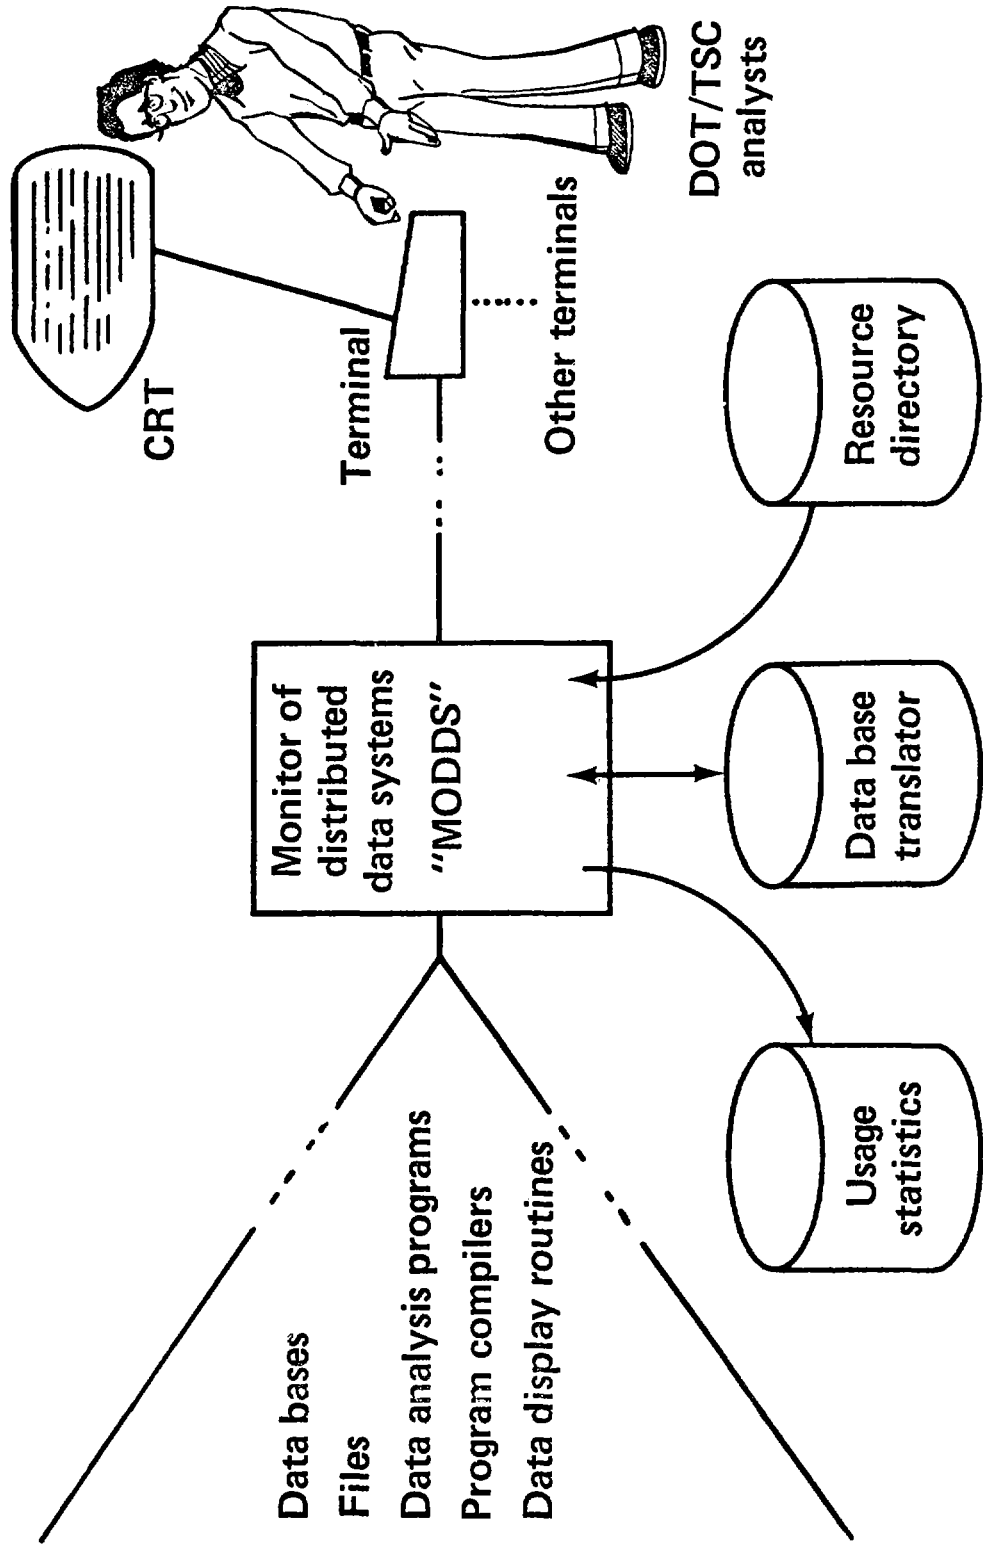 Data bases
Files
Data analysis programs
Program compilers
Data display routines
Monitor of
distributed
data systems
"MODDS"
CRT
Terminal
Other terminals
DOT/TSC
analysts
Usage
statistics
Data base
translator
Resource
directory